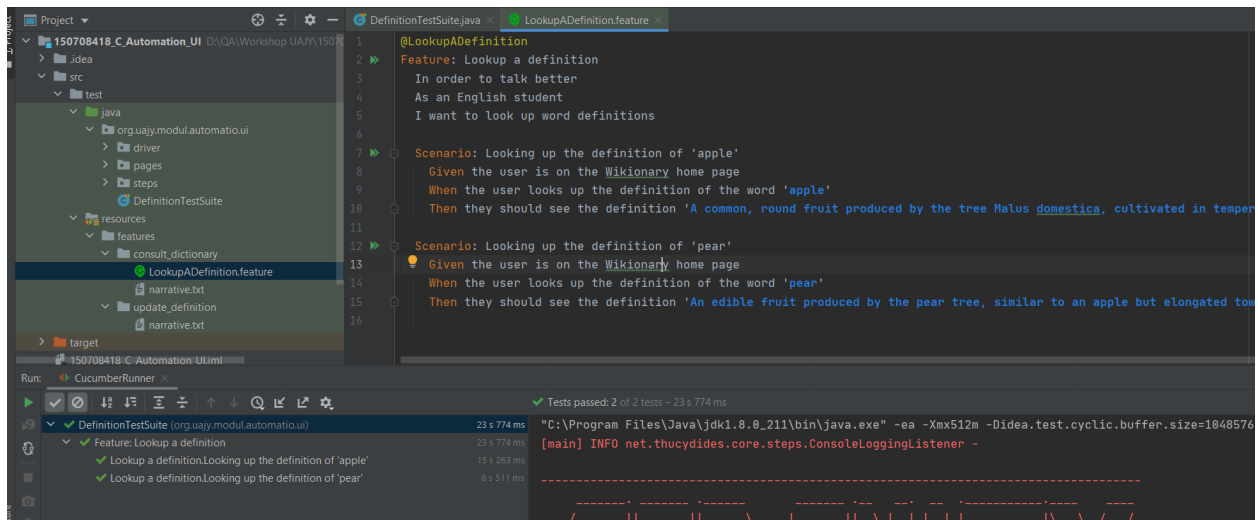 Project
DefinitionTestSuite.java
LookupADefinition.feature
150708418_C_Automation_UI D:\QA\Workshop UAJY\1507
.idea
src
test
java
org.uajy.modul.automatio.ui
driver
pages
steps
DefinitionTestSuite
resources
features
consult_dictionary
LookupADefinition.feature
narrative.txt
update_definition
narrative.txt
target
150708418_C_Automation_UI.iml
1 @LookupADefinition
2 Feature: Lookup a definition
3 In order to talk better
4 As an English student
5 I want to look up word definitions
6
7 Scenario: Looking up the definition of 'apple'
8 Given the user is on the Wikionary home page
9 When the user looks up the definition of the word 'apple'
10 Then they should see the definition 'A common, round fruit produced by the tree Malus domestica, cultivated in temper
11
12 Scenario: Looking up the definition of 'pear'
13 Given the user is on the Wikionary home page
14 When the user looks up the definition of the word 'pear'
15 Then they should see the definition 'An edible fruit produced by the pear tree, similar to an apple but elongated tow
16
Run: CucumberRunner
Tests passed: 2 of 2 tests – 23 s 774 ms
DefinitionTestSuite (org.uajy.modul.automatio.ui) 23 s 774 ms
Feature: Lookup a definition 23 s 774 ms
Lookup a definition.Looking up the definition of 'apple' 15 s 263 ms
Lookup a definition.Looking up the definition of 'pear' 8 s 511 ms
"C:\Program Files\Java\jdk1.8.0_211\bin\java.exe" -ea -Xmx512m -Didea.test.cyclic.buffer.size=1048576
[main] INFO net.thucydides.core.steps.ConsoleLoggingListener -